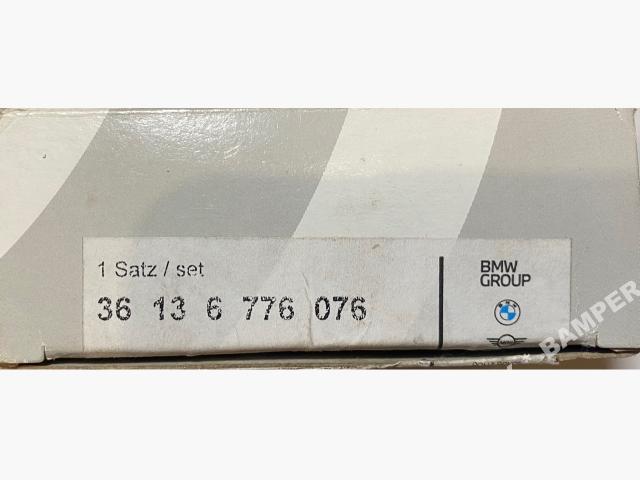 1 Satz / set
36 13 6 776 076
BMW
GROUP
BAMPER